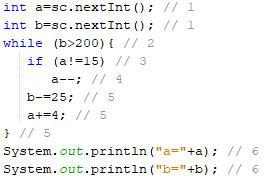 int a=sc.nextInt(); // 1
int b=sc.nextInt(); // 1
while (b>200){ // 2
if (a!=15) // 3
a--; // 4
b-=25; // 5
a+=4; // 5
} // 5
System.out.println("a="+a); // 6
System.out.println("b="+b); // 6